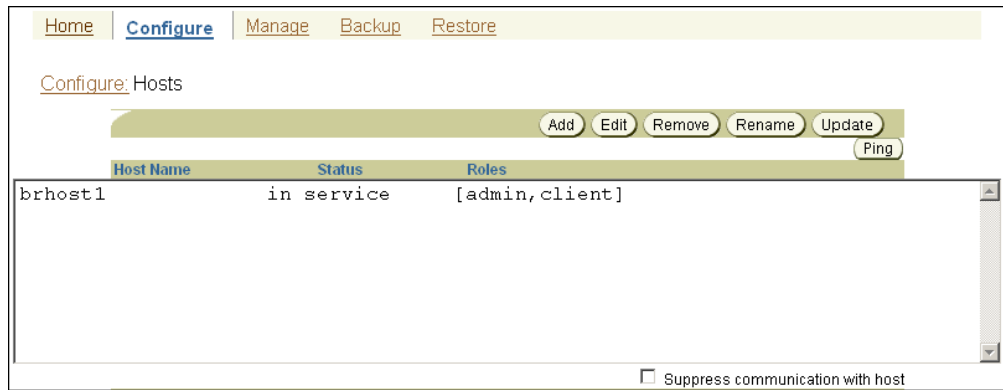 Home Configure Manage Backup Restore
Configure: Hosts
Add Edit Remove Rename Update
Ping
Host Name Status Roles
brhost1 in service [admin,client]
Suppress communication with host